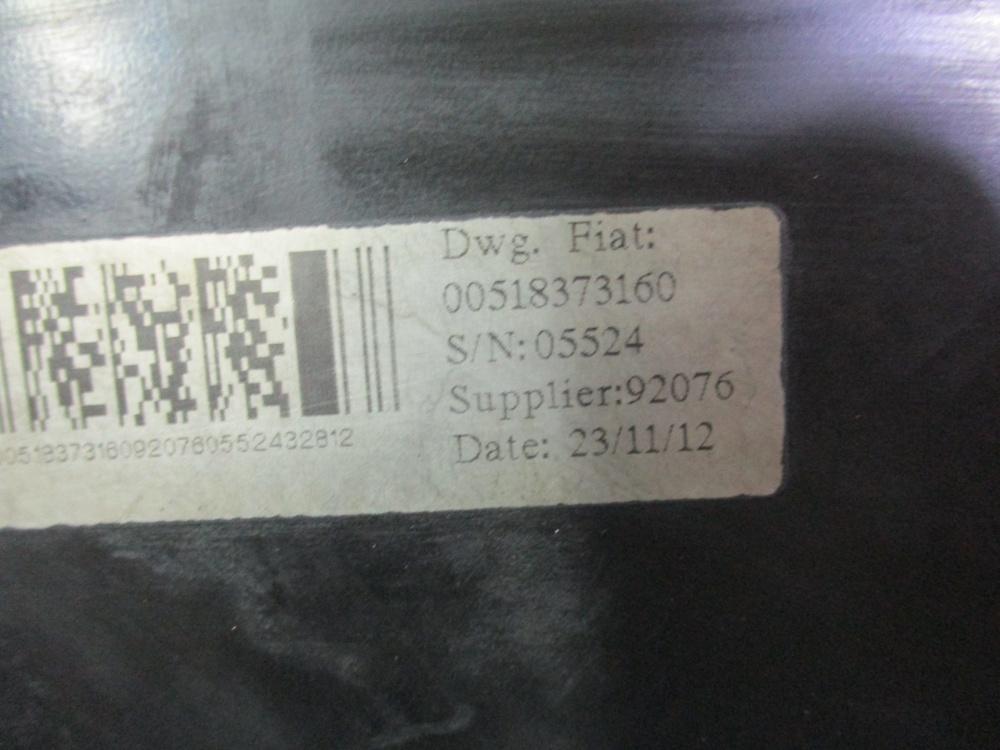 Dwg. Fiat:
00518373160
S/N:05524
Supplier:92076
Date: 23/11/12
00518373160920760552432812